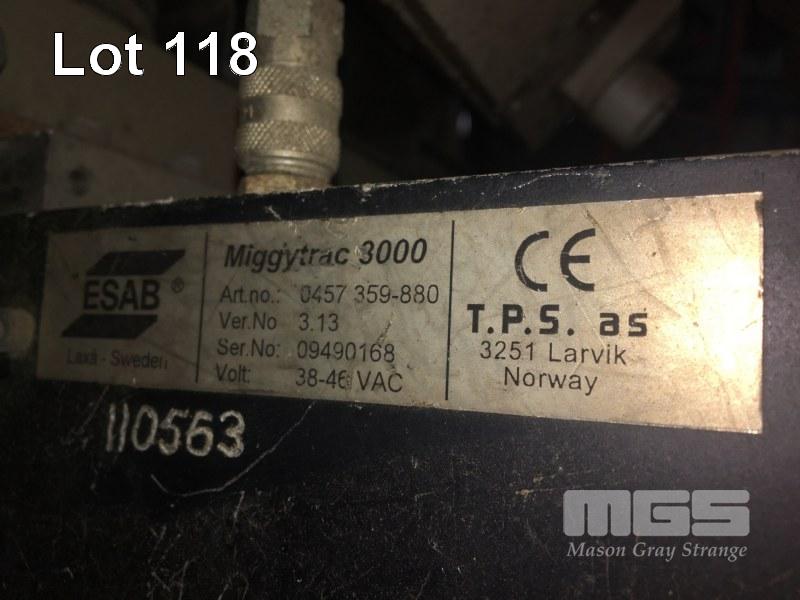 Lot 118
ESAB®
Laxå - Sweden
Miggytrac 3000
Art.no.: 0457 359-880
Ver.No 3.13
Ser.No: 09490168
Volt: 38-46 VAC
CE
T.P.S. as
3251 Larvik
Norway
110563
MGS
Mason Gray Strange